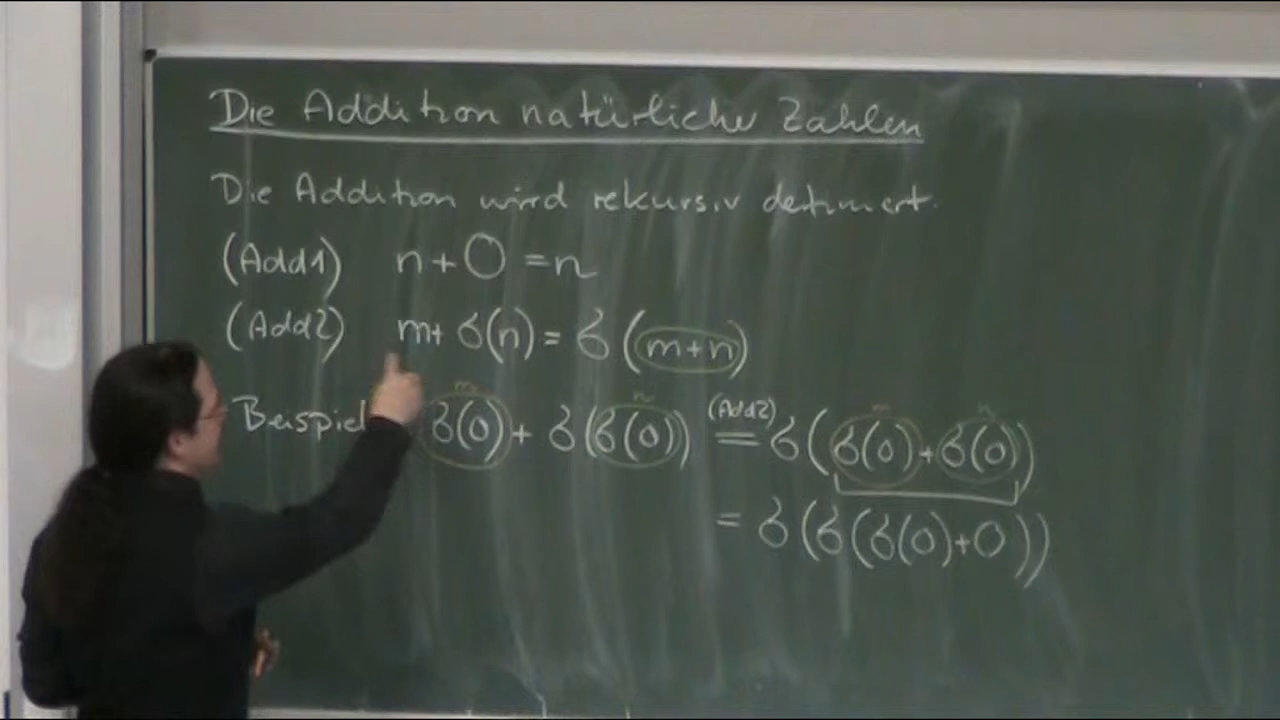 Die Addition natürlicher Zahlen
Die Addition wird rekursiv definiert.
(Add1) n + 0 = n
(Add2) m + σ(n) = σ(m+n)
m n (Add2) m n
Beispiel σ(0) + σ(σ(0)) = σ(σ(0)+σ(0))
= σ(σ(σ(0)+0))